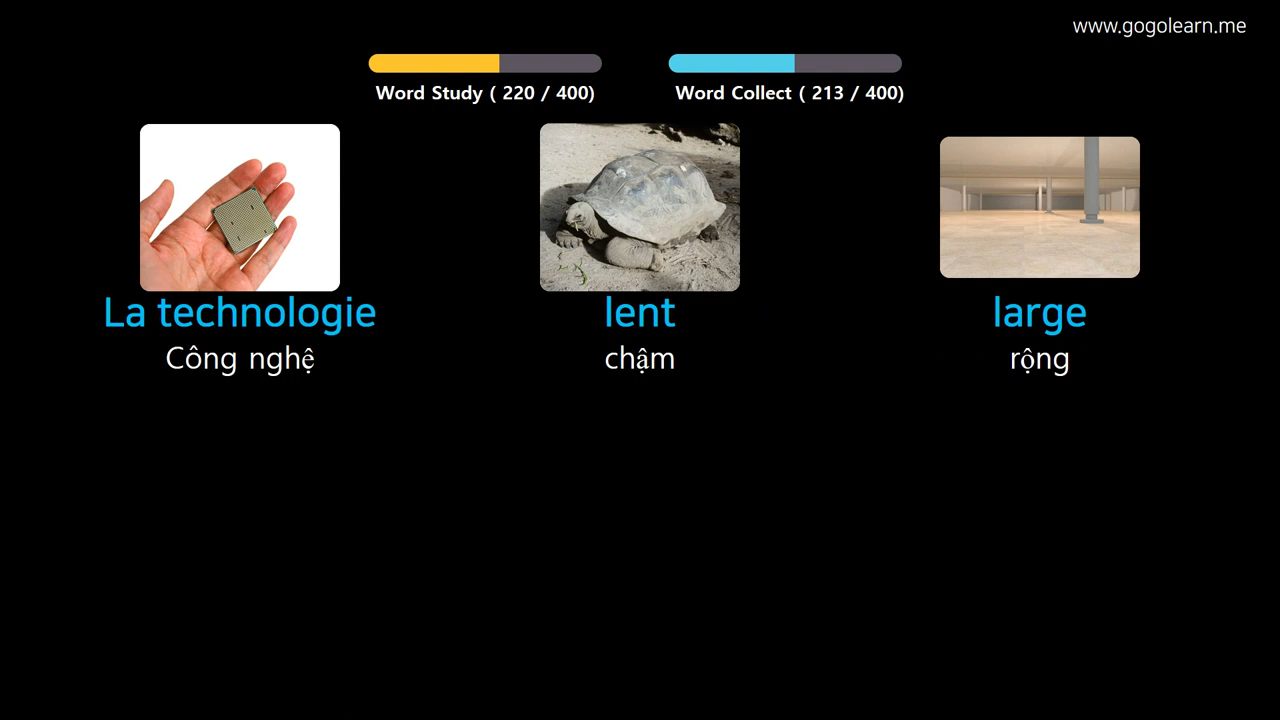 www.gogolearn.me
Word Study ( 220 / 400)
Word Collect ( 213 / 400)
La technologie
lent
large
Công nghệ
chậm
rộng